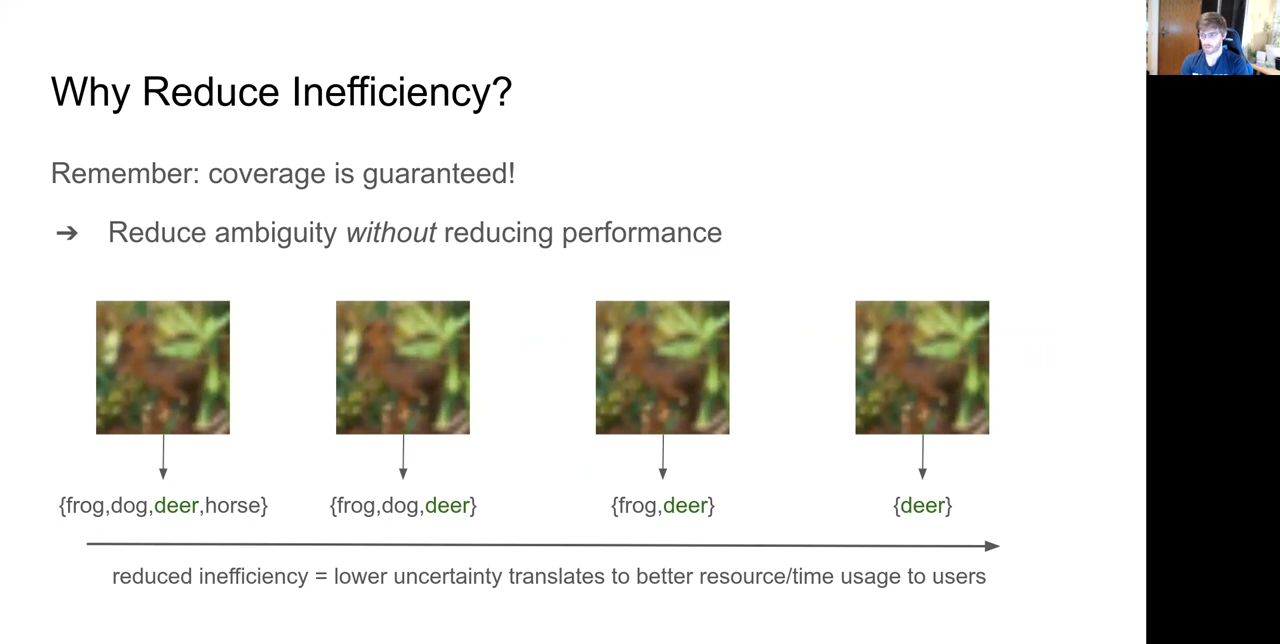 Why Reduce Inefficiency?
Remember: coverage is guaranteed!
➔ Reduce ambiguity without reducing performance
{frog,dog,deer,horse} {frog,dog,deer} {frog,deer} {deer}
reduced inefficiency = lower uncertainty translates to better resource/time usage to users